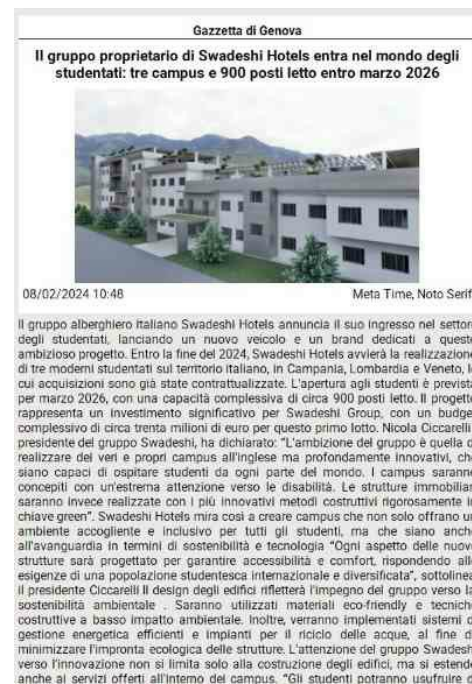 Gazzetta di Genova
Il gruppo proprietario di Swadeshi Hotels entra nel mondo degli
studentati: tre campus e 900 posti letto entro marzo 2026
08/02/2024 10:48
Meta Time, Noto Serif
Il gruppo alberghiero italiano Swadeshi Hotels annuncia il suo ingresso nel settore
degli studentati, lanciando un nuovo veicolo e un brand dedicati a questo
ambizioso progetto. Entro la fine del 2024, Swadeshi Hotels avvierà la realizzazione
di tre moderni studentati sul territorio italiano, in Campania, Lombardia e Veneto, le
cui acquisizioni sono già state contrattualizzate. L'apertura agli studenti è prevista
per marzo 2026, con una capacità complessiva di circa 900 posti letto. Il progetto
rappresenta un investimento significativo per Swadeshi Group, con un budget
complessivo di circa trenta milioni di euro per questo primo lotto. Nicola Ciccarelli,
presidente del gruppo Swadeshi, ha dichiarato: "L'ambizione del gruppo è quella d
realizzare dei veri e propri campus all'inglese ma profondamente innovativi, che
siano capaci di ospitare studenti da ogni parte del mondo. I campus saranno
concepiti con un'estrema attenzione verso le disabilità. Le strutture immobiliar
saranno invece realizzate con i più innovativi metodi costruttivi rigorosamente in
chiave green". Swadeshi Hotels mira così a creare campus che non solo offrano un
ambiente accogliente e inclusivo per tutti gli studenti, ma che siano anche
all'avanguardia in termini di sostenibilità e tecnologia "Ogni aspetto delle nuove
strutture sarà progettato per garantire accessibilità e comfort, rispondendo alle
esigenze di una popolazione studentesca internazionale e diversificata", sottolinea
il presidente Ciccarelli Il design degli edifici rifletterà l'impegno del gruppo verso la
sostenibilità ambientale . Saranno utilizzati materiali eco-friendly e tecniche
costruttive a basso impatto ambientale. Inoltre, verranno implementati sistemi d
gestione energetica efficienti e impianti per il riciclo delle acque, al fine d
minimizzare l'impronta ecologica delle strutture. L'attenzione del gruppo Swadesh
verso l'innovazione non si limita solo alla costruzione degli edifici, ma si estende
anche ai servizi offerti all'interno del campus. "Gli studenti potranno usufruire d